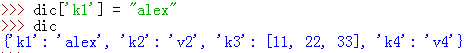 >>> dic['k1'] = "alex"
>>> dic
{'k1': 'alex', 'k2': 'v2', 'k3': [11, 22, 33], 'k4': 'v4'}